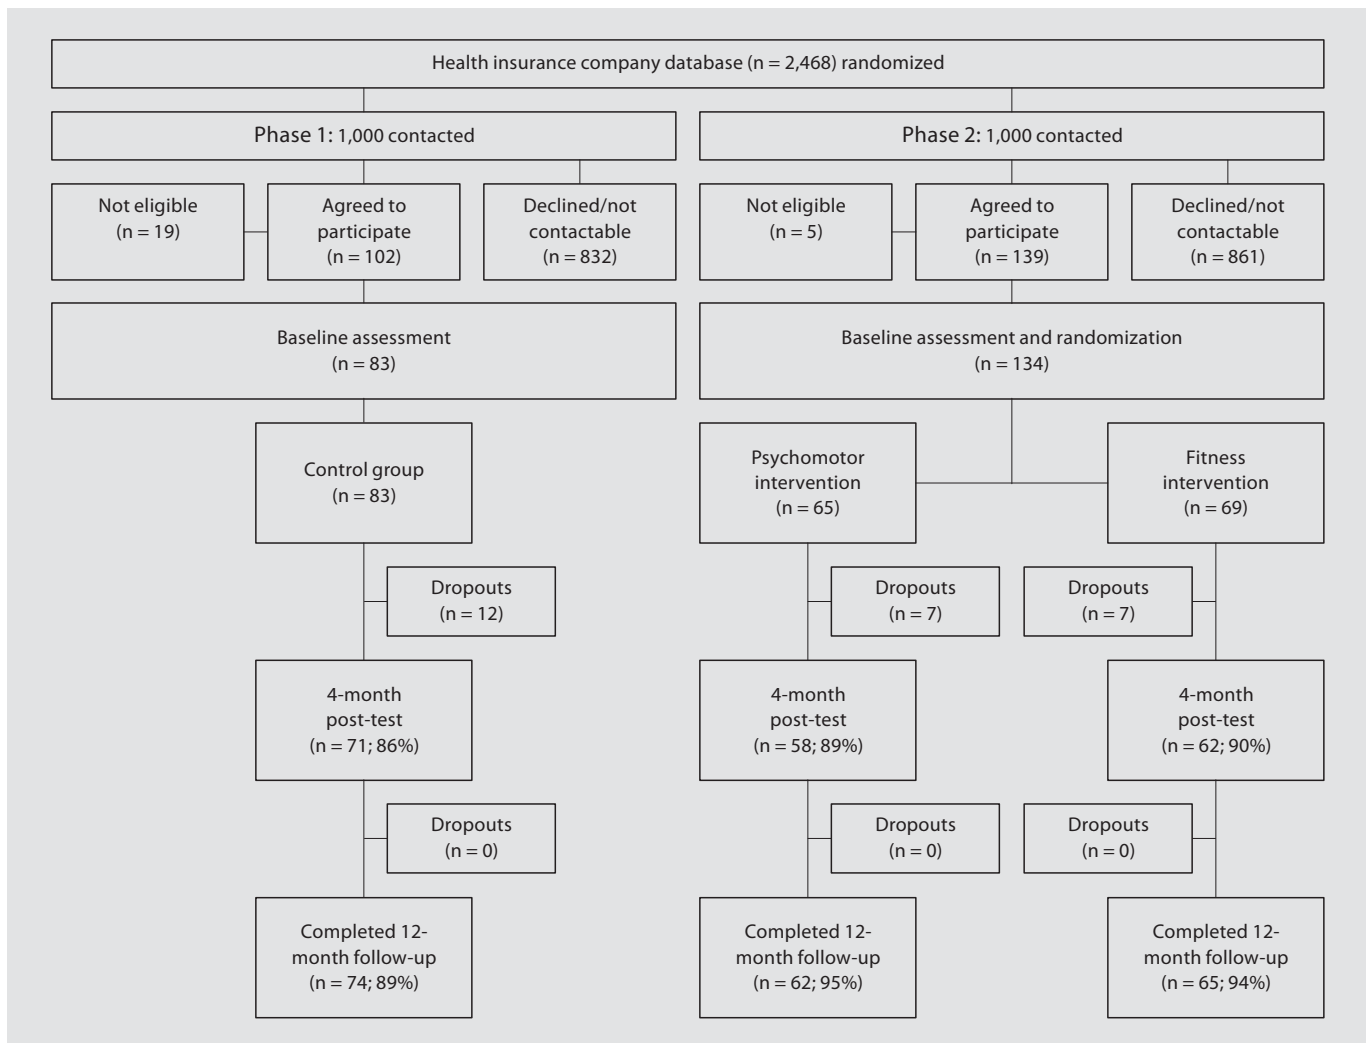 Health insurance company database (n = 2,468) randomized
Phase 1: 1,000 contacted
Phase 2: 1,000 contacted
Not eligible
(n = 19)
Agreed to
participate
(n = 102)
Declined/not
contactable
(n = 832)
Not eligible
(n = 5)
Agreed to
participate
(n = 139)
Declined/not
contactable
(n = 861)
Baseline assessment
(n = 83)
Baseline assessment and randomization
(n = 134)
Control group
(n = 83)
Psychomotor
intervention
(n = 65)
Fitness
intervention
(n = 69)
Dropouts
(n = 12)
Dropouts
(n = 7)
Dropouts
(n = 7)
4-month
post-test
(n = 71; 86%)
4-month
post-test
(n = 58; 89%)
4-month
post-test
(n = 62; 90%)
Dropouts
(n = 0)
Dropouts
(n = 0)
Dropouts
(n = 0)
Completed 12-
month follow-up
(n = 74; 89%)
Completed 12-
month follow-up
(n = 62; 95%)
Completed 12-
month follow-up
(n = 65; 94%)